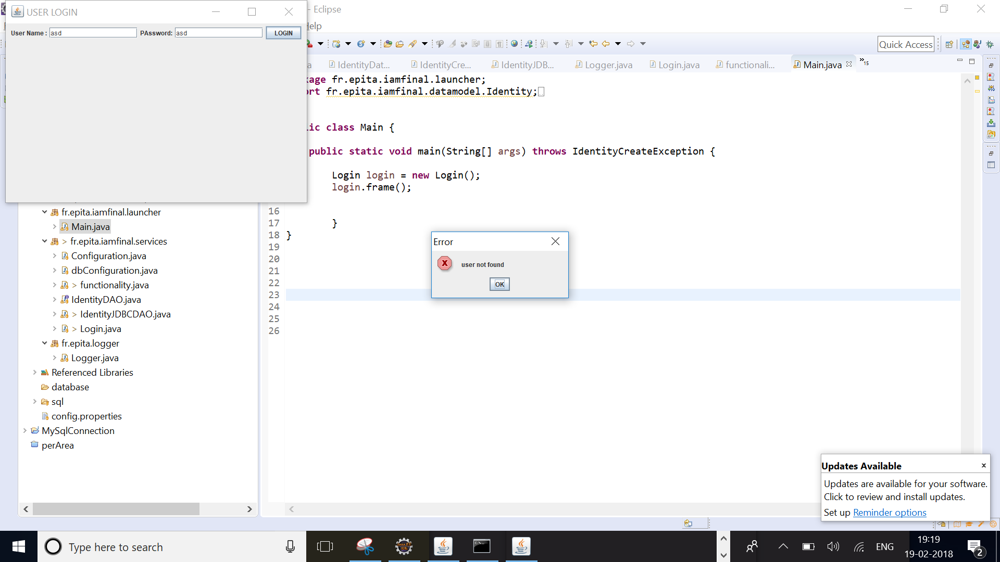 USER LOGIN
User Name : asd PAssword: asd LOGIN
- Eclipse
Help
Quick Access
IdentityDat...
IdentityCre...
IdentityJDB...
Logger.java
Login.java
functionali...
Main.java
»15
kage fr.epita.iamfinal.launcher;
ort fr.epita.iamfinal.datamodel.Identity;
lic class Main {
public static void main(String[] args) throws IdentityCreateException {
Login login = new Login();
login.frame();
16
17 }
18 }
19
20
21
22
23
24
25
26
fr.epita.iamfinal.launcher
Main.java
> fr.epita.iamfinal.services
Configuration.java
dbConfiguration.java
> functionality.java
IdentityDAO.java
> IdentityJDBCDAO.java
> Login.java
fr.epita.logger
Logger.java
Referenced Libraries
database
sql
config.properties
MySqlConnection
perArea
Error
user not found
OK
Updates Available
Updates are available for your software.
Click to review and install updates.
Set up Reminder options
Type here to search
ENG
19:19
19-02-2018
2